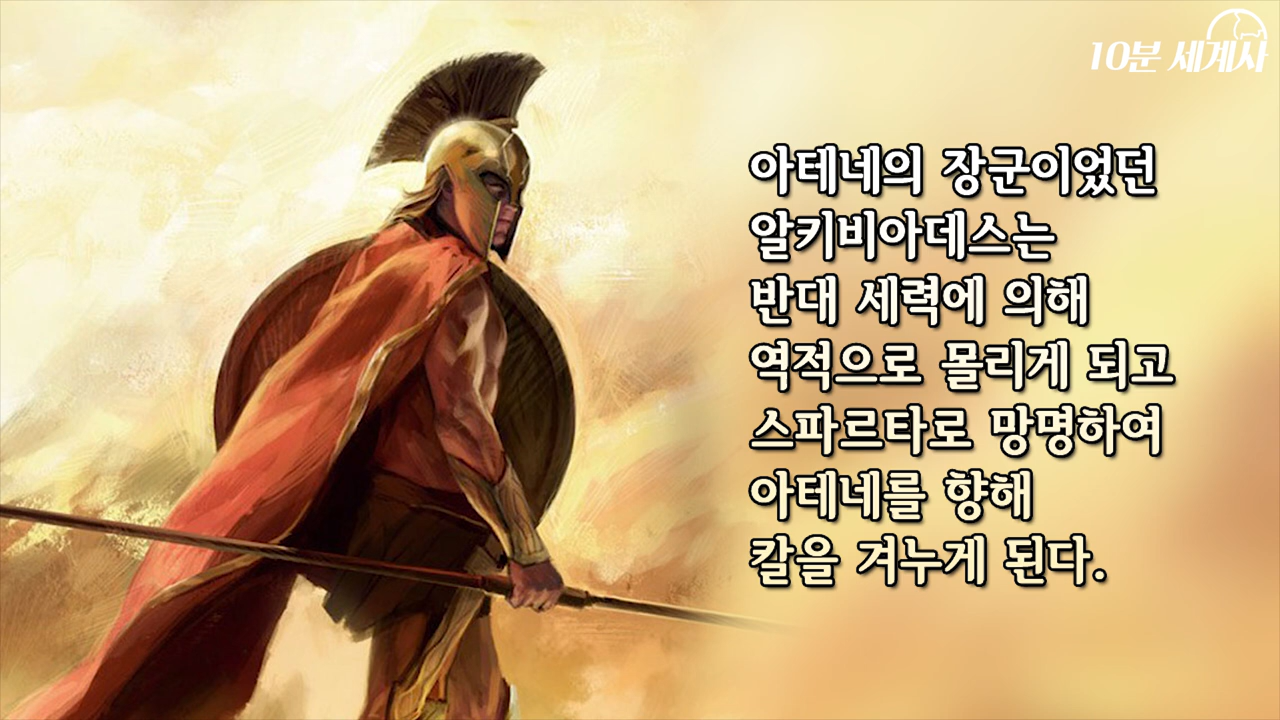 10분 세계사
아테네의 장군이었던
알키비아데스는
반대 세력에 의해
역적으로 몰리게 되고
스파르타로 망명하여
아테네를 향해
칼을 겨누게 된다.